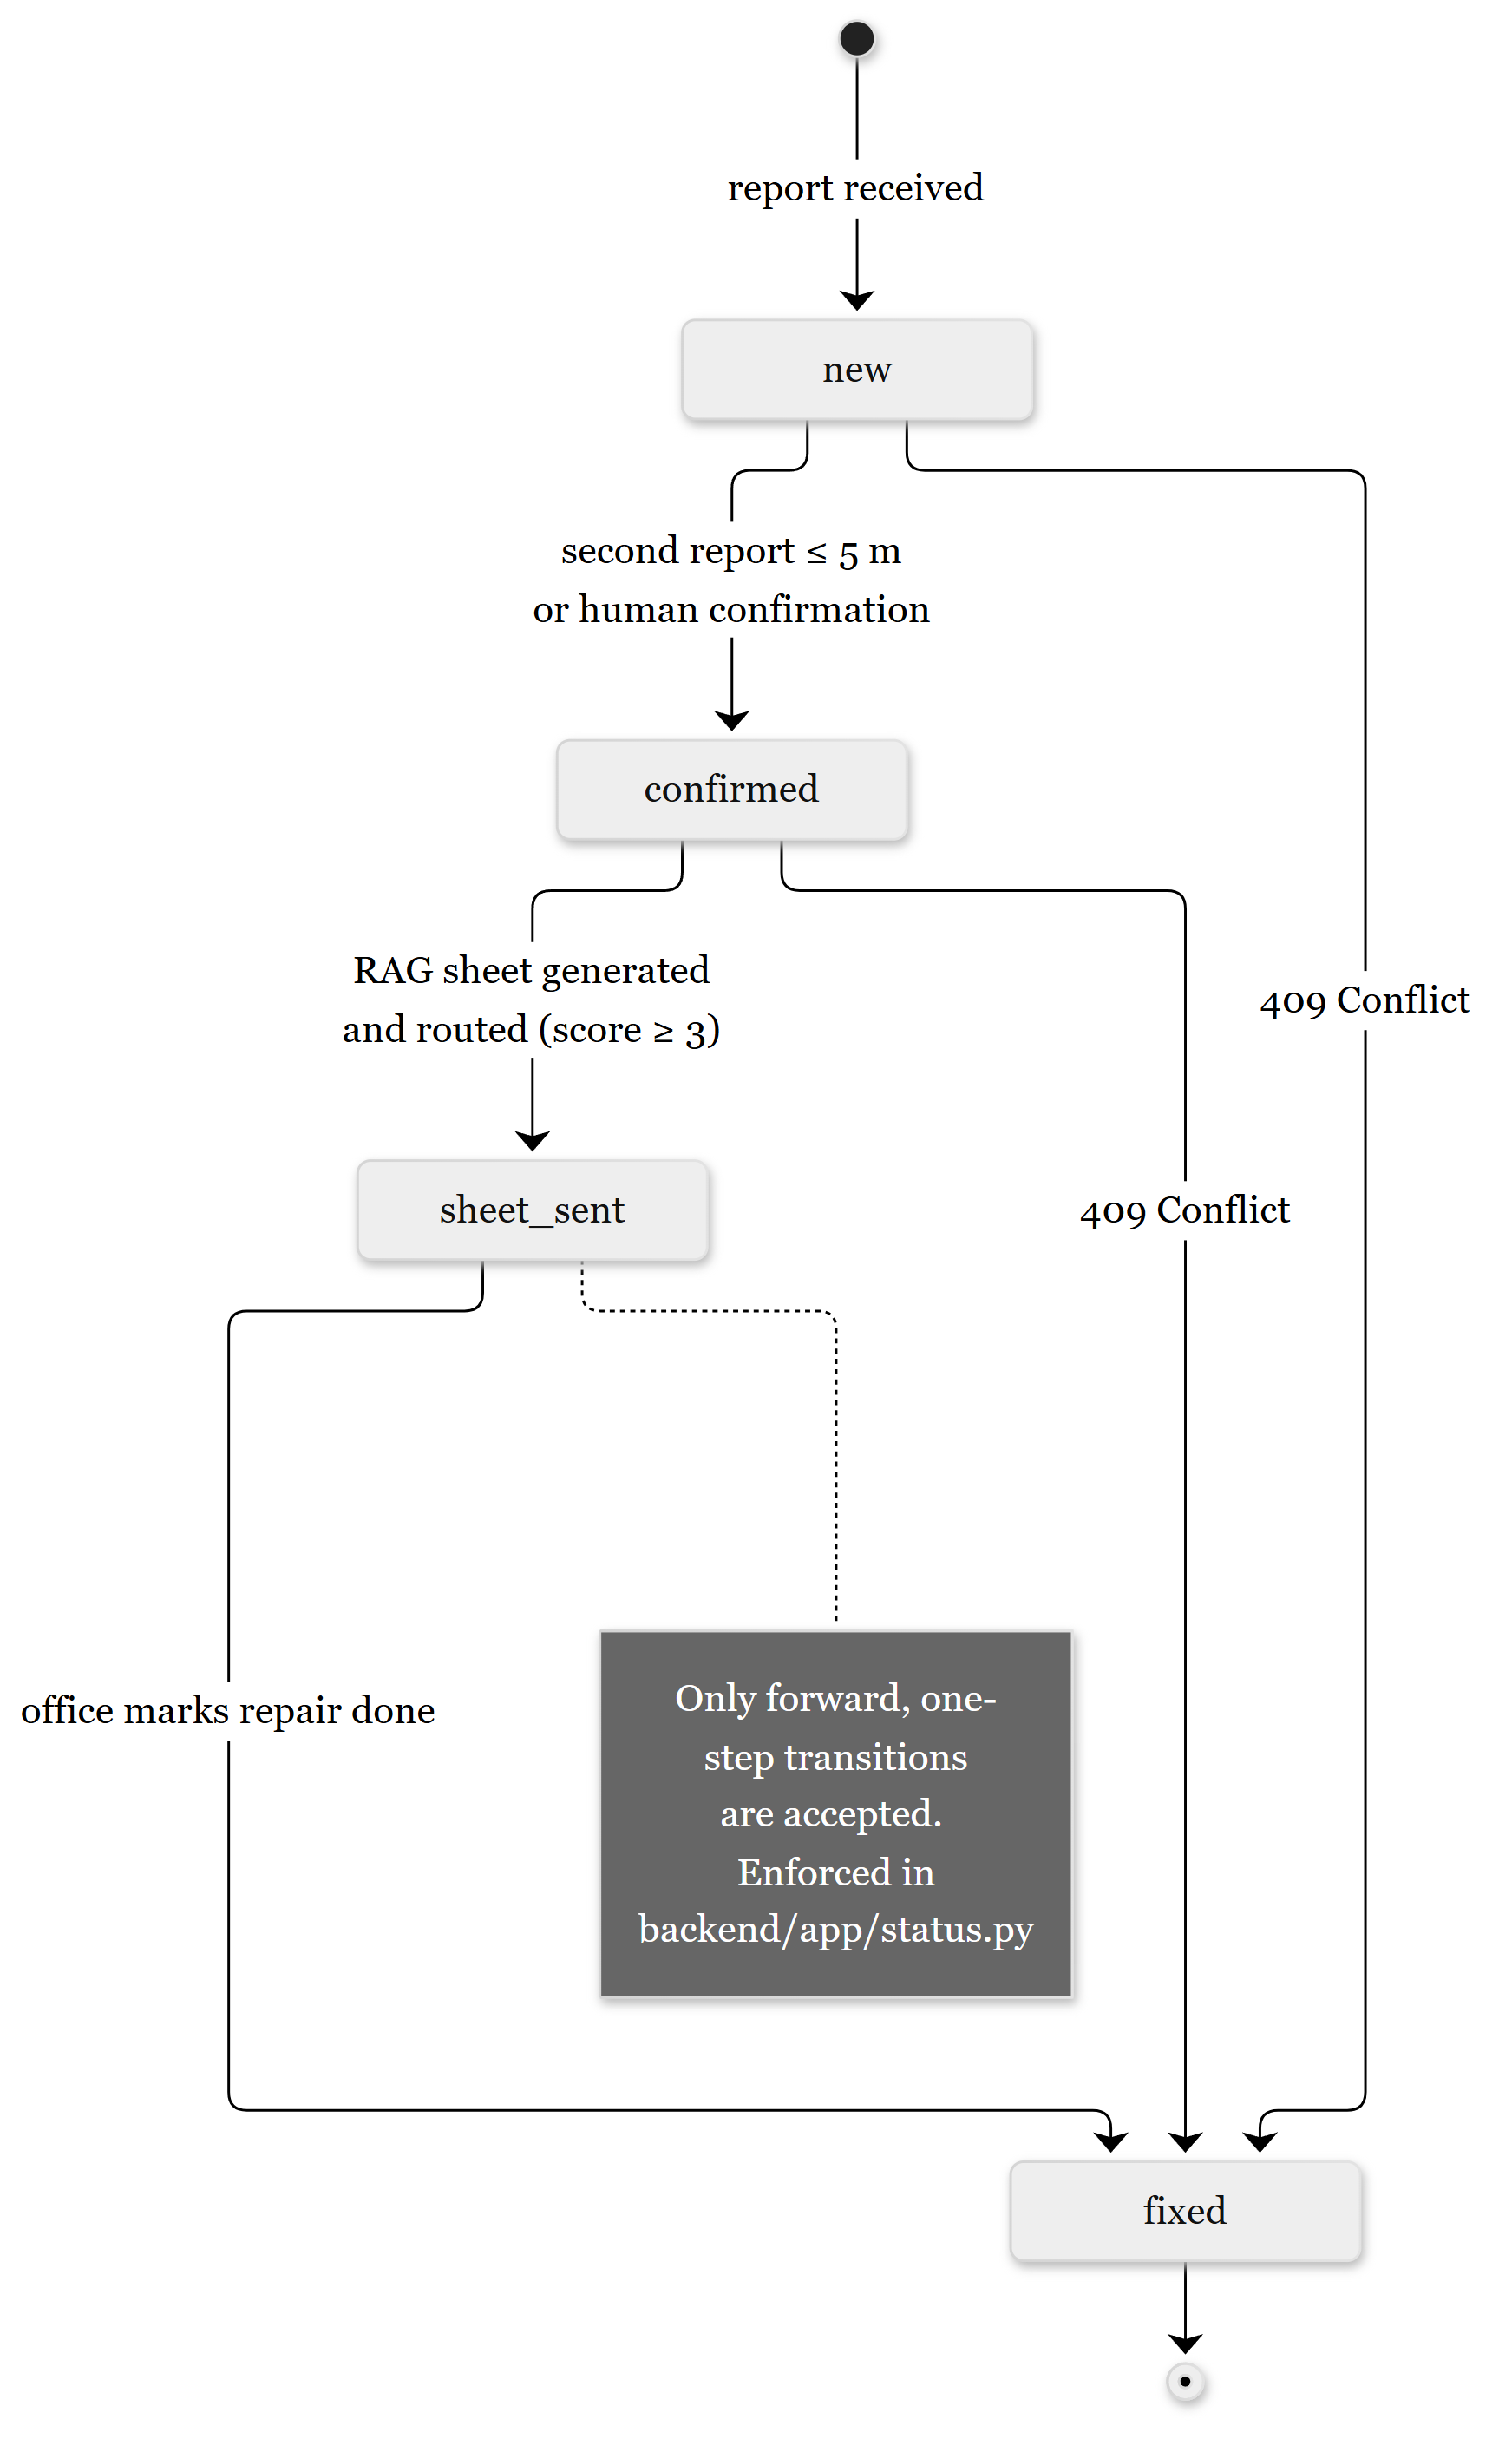 report received
new
second report ≤ 5 m
or human confirmation
confirmed
RAG sheet generated
and routed (score ≥ 3)
409 Conflict
sheet_sent
409 Conflict
office marks repair done
Only forward, one-
step transitions
are accepted.
Enforced in
backend/app/status.py
fixed